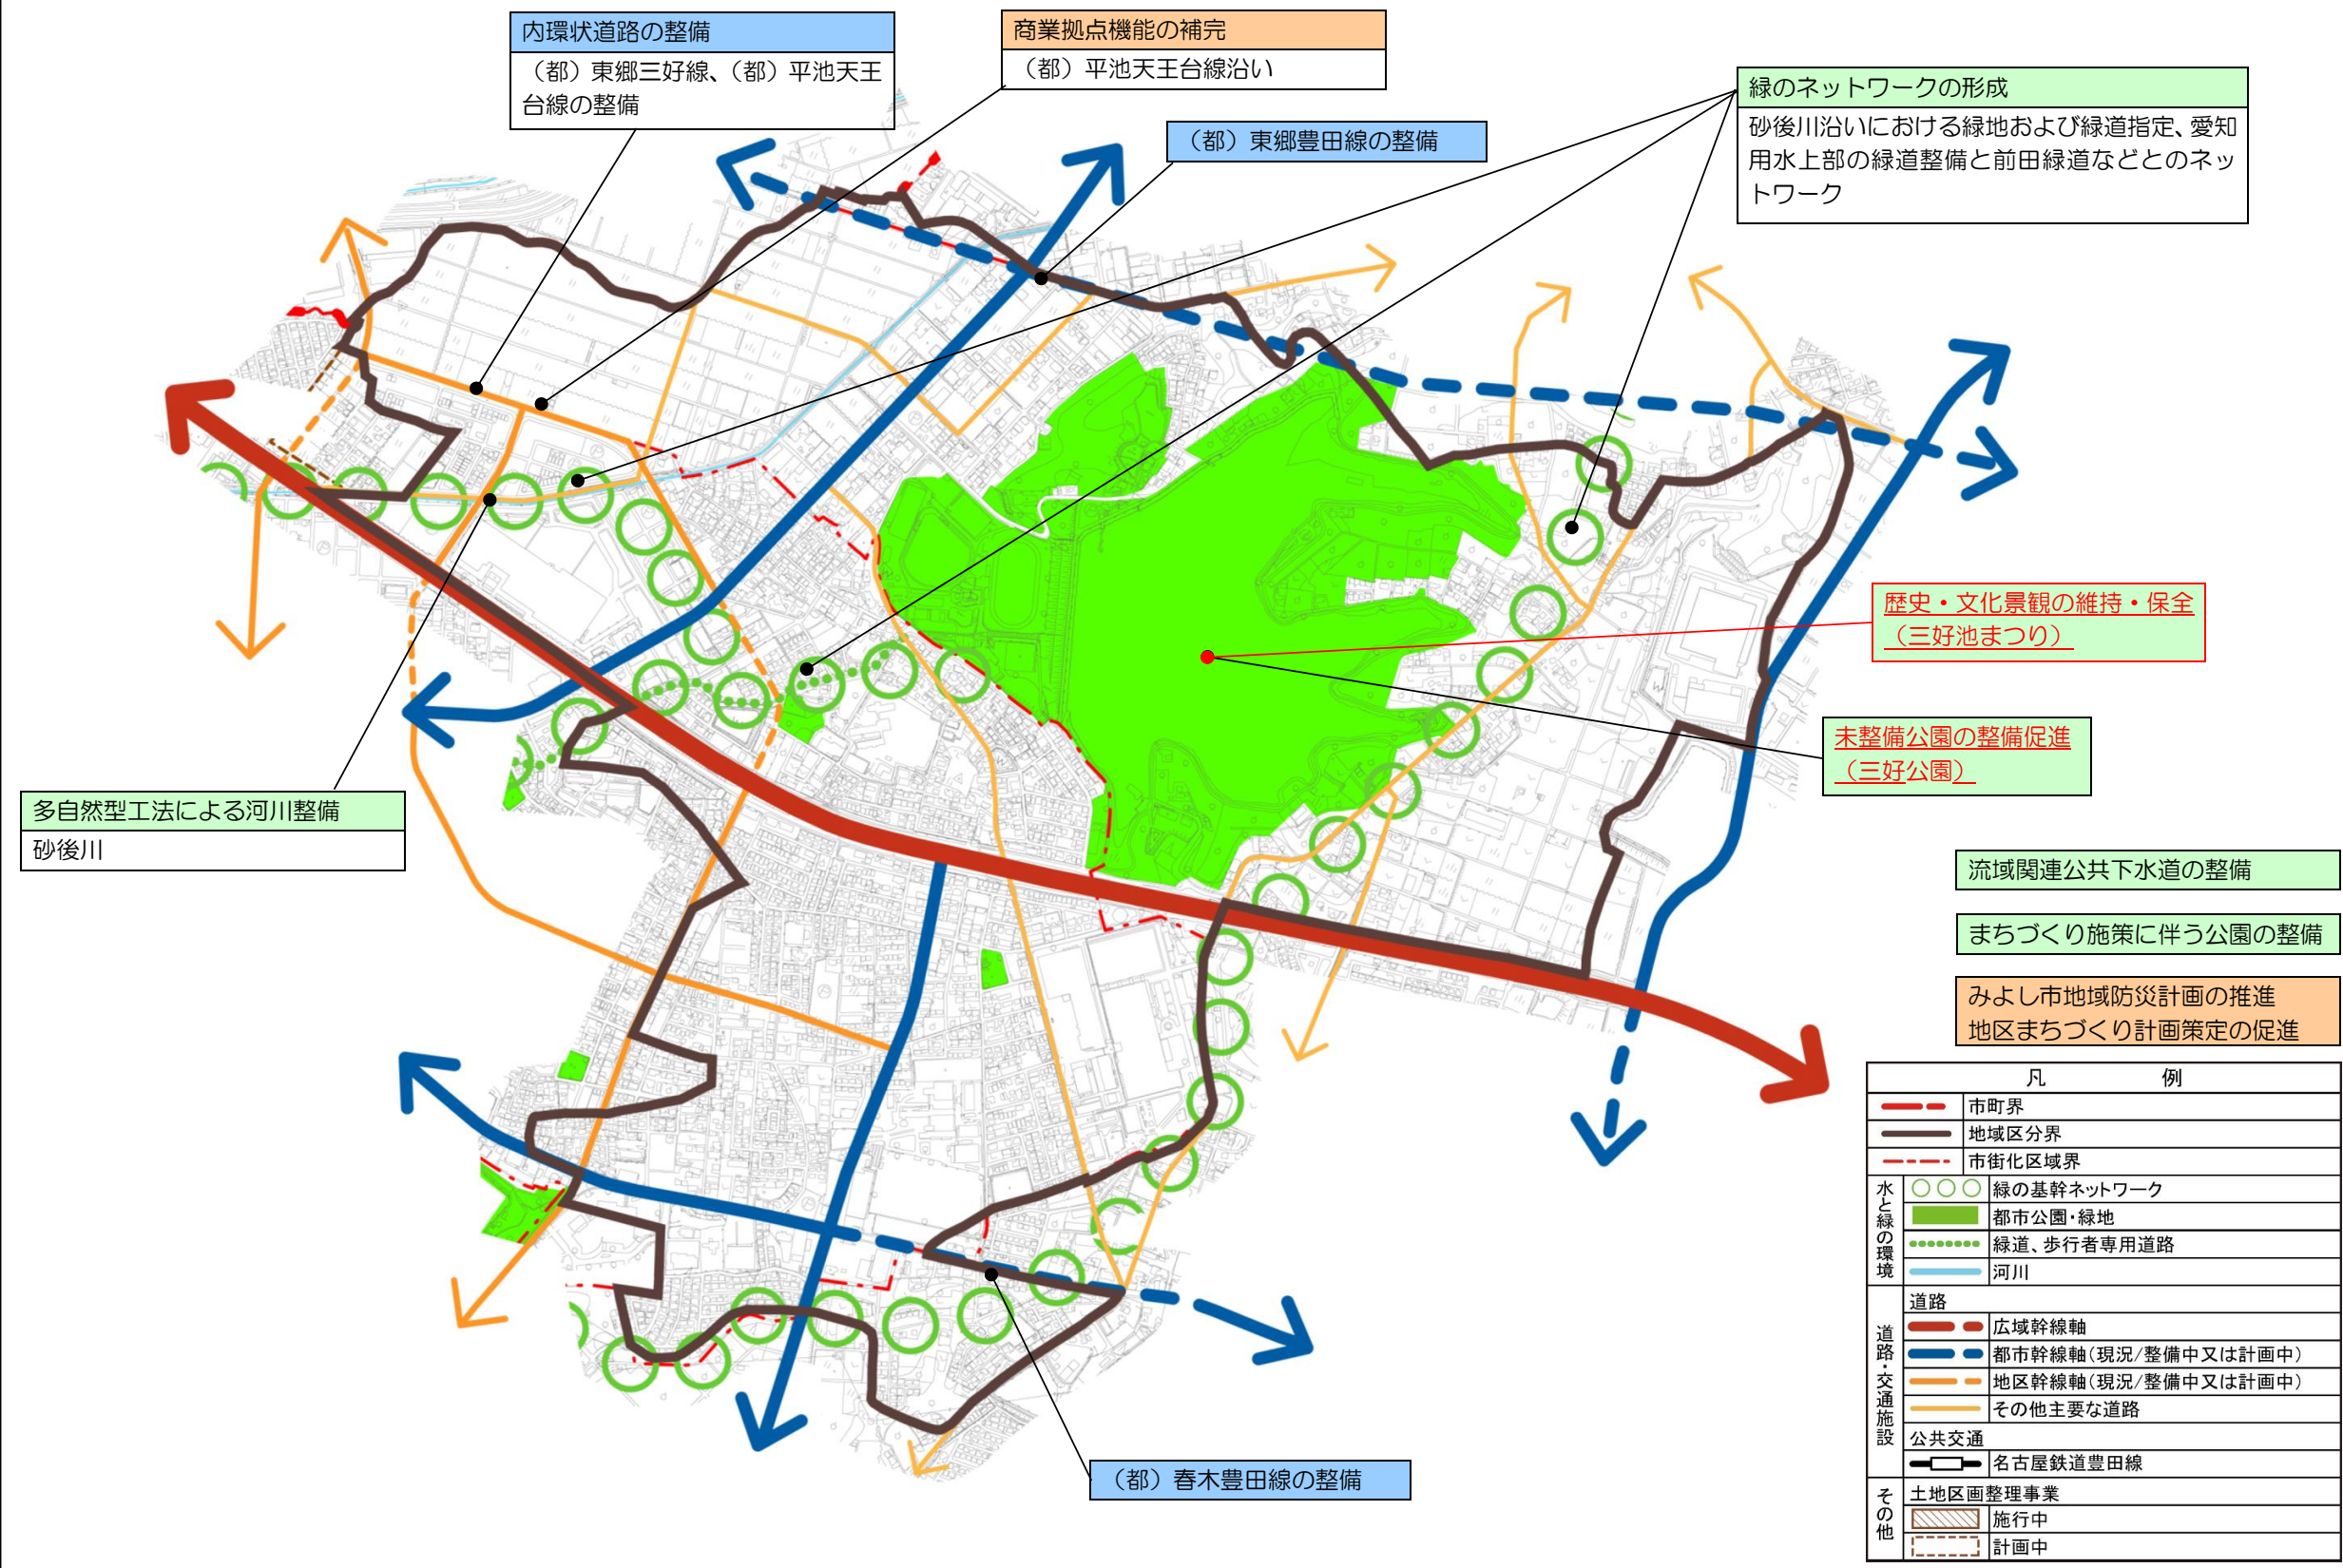 内環状道路の整備
（都）東郷三好線、（都）平池天王
台線の整備
商業拠点機能の補完
（都）平池天王台線沿い
（都）東郷豊田線の整備
緑のネットワークの形成
砂後川沿いにおける緑地および緑道指定、愛知
用水上部の緑道整備と前田緑道などとのネッ
トワーク
歴史・文化景観の維持・保全
（三好池まつり）
未整備公園の整備促進
（三好公園）
多自然型工法による河川整備
砂後川
流域関連公共下水道の整備
まちづくり施策に伴う公園の整備
みよし市地域防災計画の推進
地区まちづくり計画策定の促進
（都）春木豊田線の整備
凡　例
市町界
地域区分界
市街化区域界
水と緑の環境
緑の基幹ネットワーク
都市公園・緑地
緑道、歩行者専用道路
河川
道路・交通施設
道路
広域幹線軸
都市幹線軸（現況/整備中又は計画中）
地区幹線軸（現況/整備中又は計画中）
その他主要な道路
公共交通
名古屋鉄道豊田線
その他
土地区画整理事業
施行中
計画中